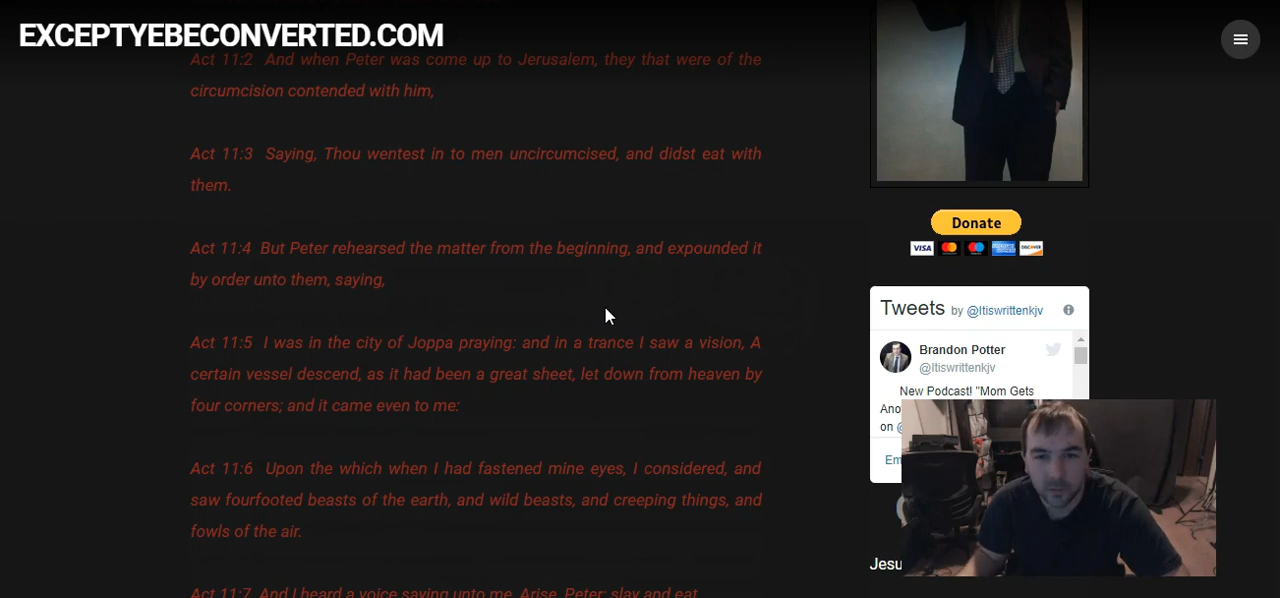 EXCEPTYEBECONVERTED.COM
Act 11:2 And when Peter was come up to Jerusalem, they that were of the
circumcision contended with him,
Act 11:3 Saying, Thou wentest in to men uncircumcised, and didst eat with
them.
Act 11:4 But Peter rehearsed the matter from the beginning, and expounded it
by order unto them, saying,
Act 11:5 I was in the city of Joppa praying: and in a trance I saw a vision, A
certain vessel descend, as it had been a great sheet, let down from heaven by
four corners; and it came even to me:
Act 11:6 Upon the which when I had fastened mine eyes, I considered, and
saw fourfooted beasts of the earth, and wild beasts, and creeping things, and
fowls of the air.
Act 11:7 And I heard a voice saying unto me, Arise, Peter; slay and eat.
Donate
VISA
DISCOVER
Tweets by @Itiswrittenkjv
Brandon Potter
@Itiswrittenkjv
New Podcast! "Mom Gets
Ano
on @
Em
Jesu